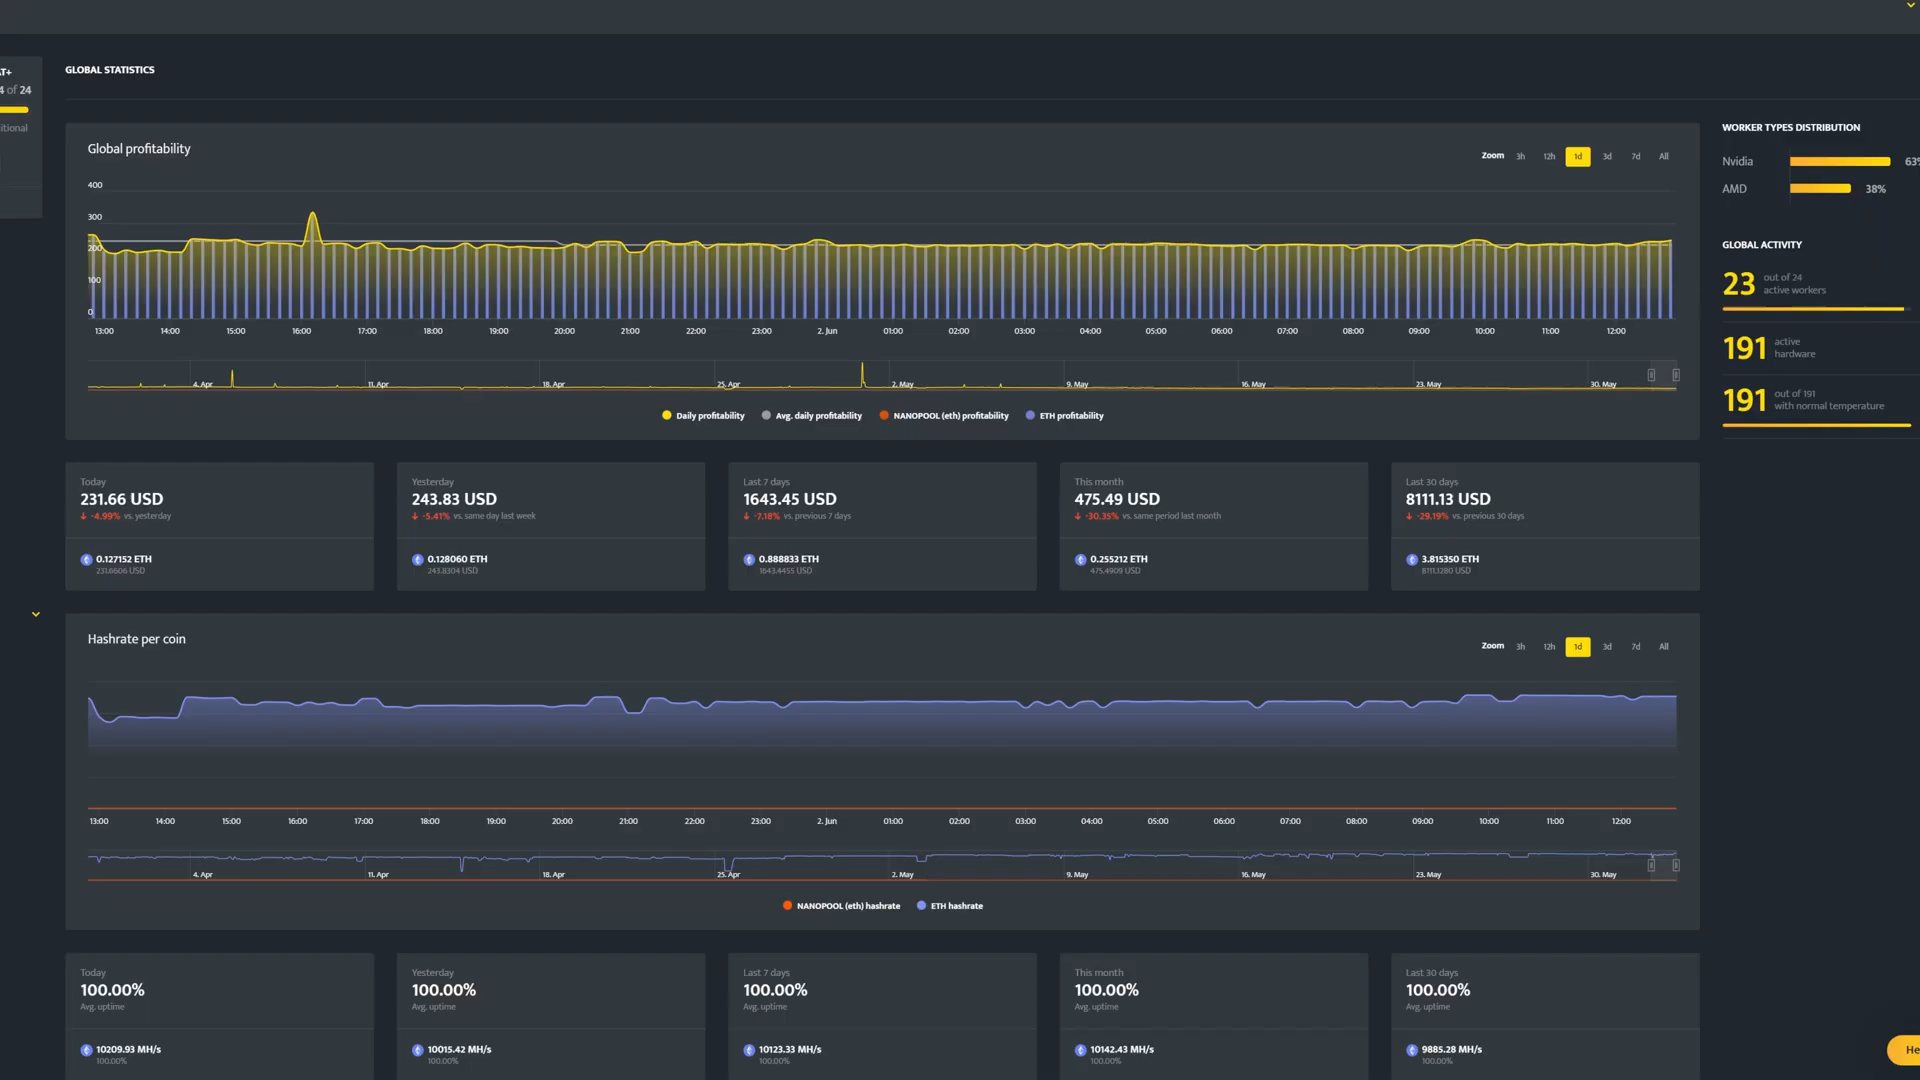 AT+
4 of 24
itional
GLOBAL STATISTICS
Global profitability
Zoom 3h 12h 1d 3d 7d All
400
300
200
100
0
13:00 14:00 15:00 16:00 17:00 18:00 19:00 20:00 21:00 22:00 23:00 2. Jun 01:00 02:00 03:00 04:00 05:00 06:00 07:00 08:00 09:00 10:00 11:00 12:00
4. Apr 11. Apr 18. Apr 25. Apr 2. May 9. May 16. May 23. May 30. May
Daily profitability Avg. daily profitability NANOPOOL (eth) profitability ETH profitability
WORKER TYPES DISTRIBUTION
Nvidia 63%
AMD 38%
GLOBAL ACTIVITY
23 out of 24
active workers
191 active
hardware
191 out of 191
with normal temperature
Today
231.66 USD
-4.99% vs. yesterday
0.127152 ETH
231.6606 USD
Yesterday
243.83 USD
-5.41% vs. same day last week
0.128060 ETH
243.8304 USD
Last 7 days
1643.45 USD
-7.18% vs. previous 7 days
0.888833 ETH
1643.4455 USD
This month
475.49 USD
-30.35% vs. same period last month
0.255212 ETH
475.4909 USD
Last 30 days
8111.13 USD
-29.19% vs. previous 30 days
3.815350 ETH
8111.1280 USD
Hashrate per coin
Zoom 3h 12h 1d 3d 7d All
13:00 14:00 15:00 16:00 17:00 18:00 19:00 20:00 21:00 22:00 23:00 2. Jun 01:00 02:00 03:00 04:00 05:00 06:00 07:00 08:00 09:00 10:00 11:00 12:00
4. Apr 11. Apr 18. Apr 25. Apr 2. May 9. May 16. May 23. May 30. May
NANOPOOL (eth) hashrate ETH hashrate
Today
100.00%
Avg. uptime
10209.93 MH/s
100.00%
Yesterday
100.00%
Avg. uptime
10015.42 MH/s
100.00%
Last 7 days
100.00%
Avg. uptime
10123.33 MH/s
100.00%
This month
100.00%
Avg. uptime
10142.43 MH/s
100.00%
Last 30 days
100.00%
Avg. uptime
9885.28 MH/s
100.00%
He